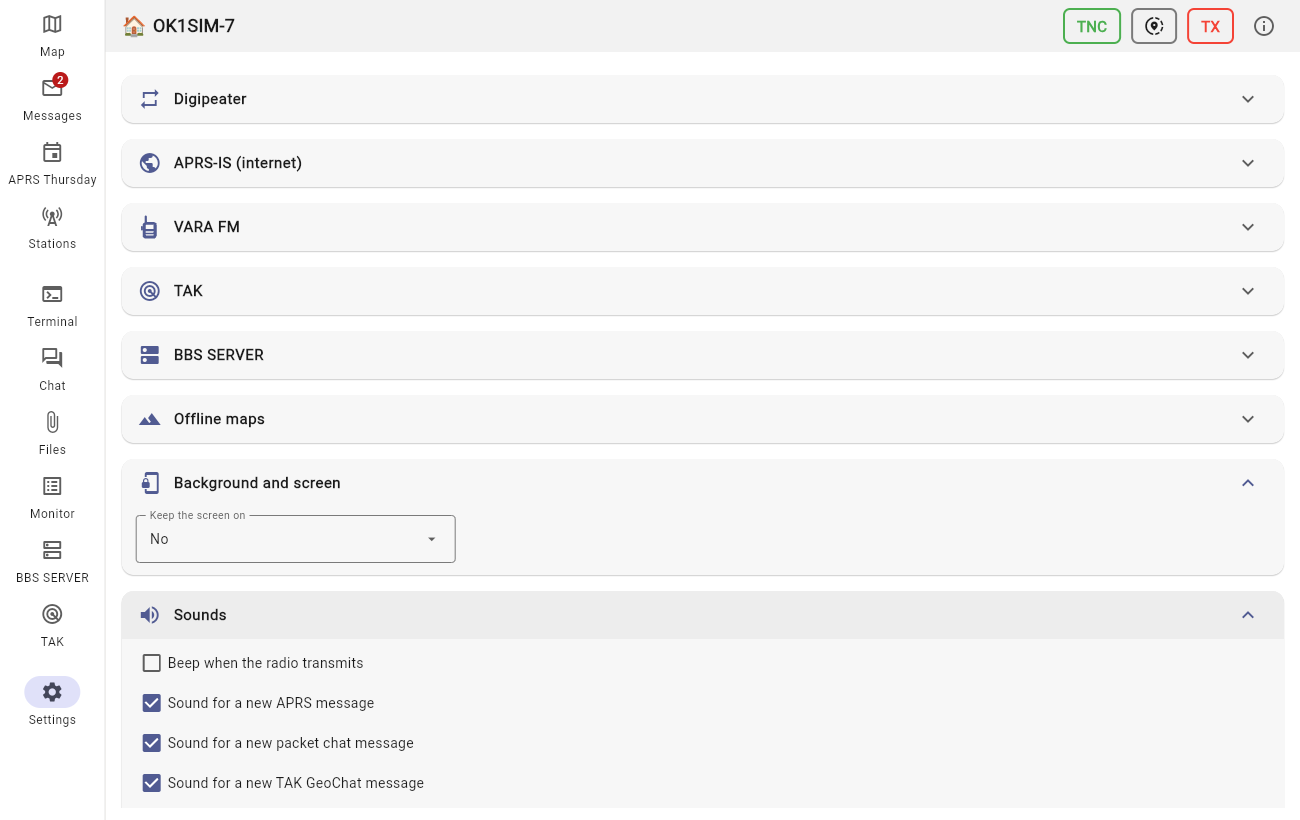 OK1SIM-7
TNC
TX
Map
2
Messages
APRS Thursday
Stations
Terminal
Chat
Files
Monitor
BBS SERVER
TAK
Settings
Digipeater
APRS-IS (internet)
VARA FM
TAK
BBS SERVER
Offline maps
Background and screen
Keep the screen on
No
Sounds
Beep when the radio transmits
Sound for a new APRS message
Sound for a new packet chat message
Sound for a new TAK GeoChat message